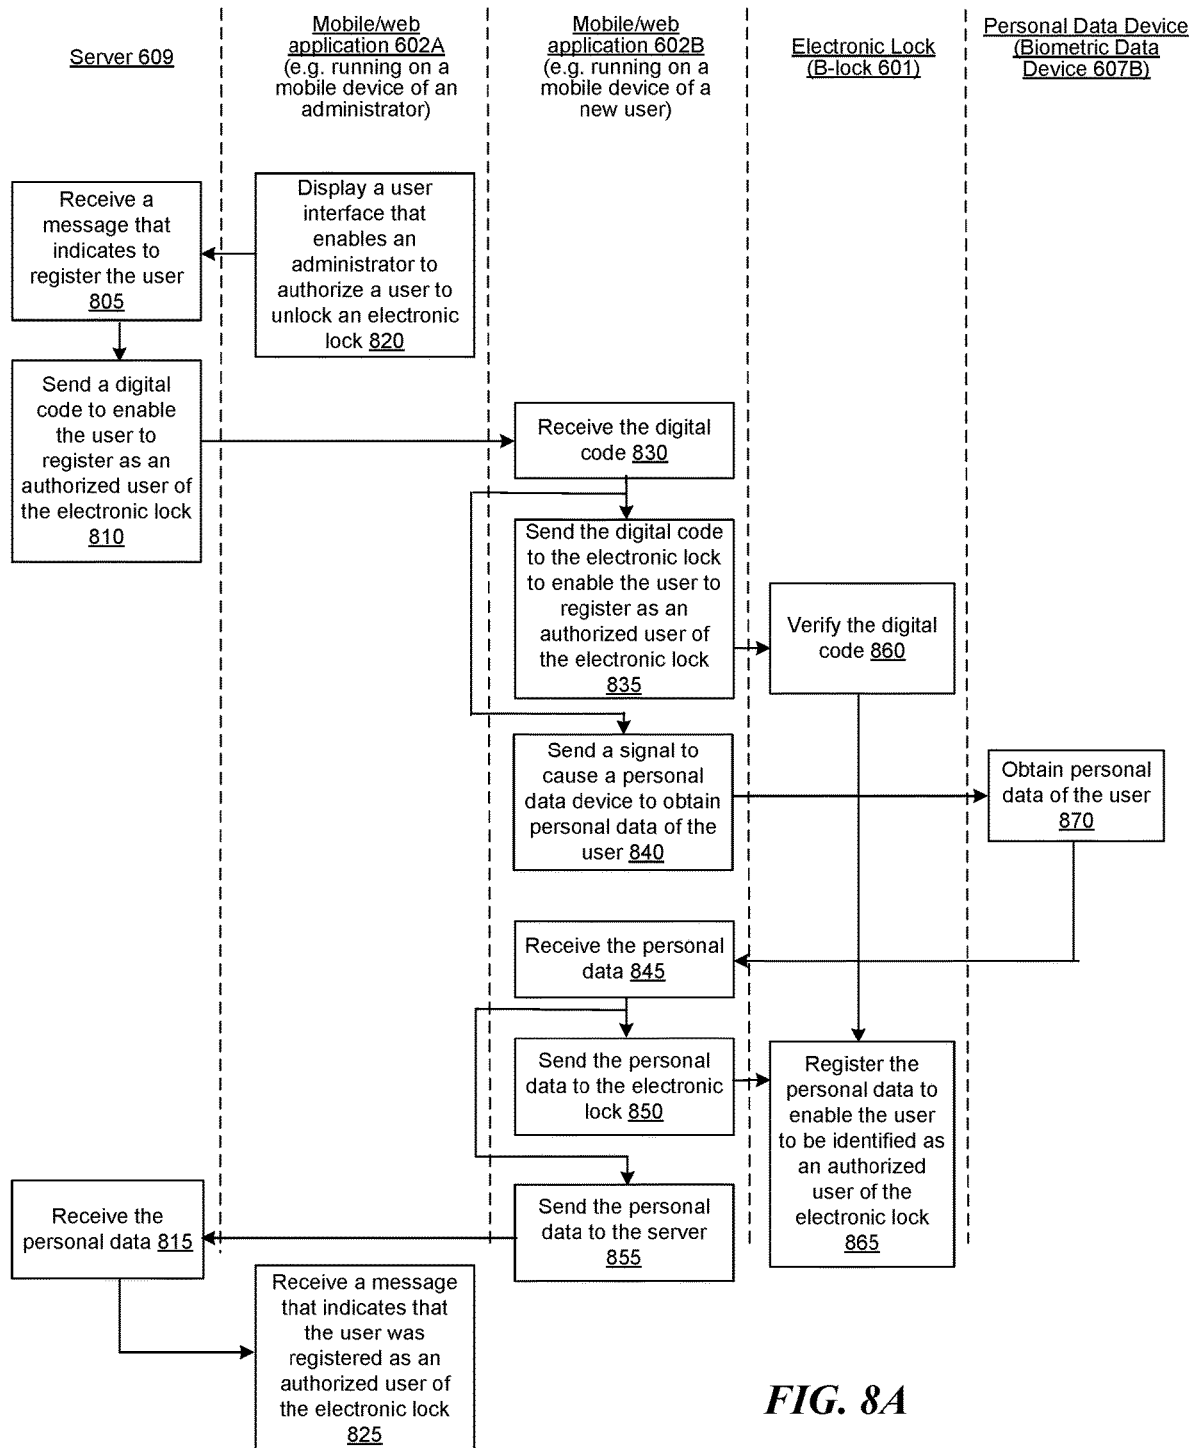 Server 609
Mobile/web
application 602A
(e.g. running on a
mobile device of an
administrator)
Mobile/web
application 602B
(e.g. running on a
mobile device of a
new user)
Electronic Lock
(B-lock 601)
Personal Data Device
(Biometric Data
Device 607B)
Receive a
message that
indicates to
register the user
805
Display a user
interface that
enables an
administrator to
authorize a user to
unlock an electronic
lock 820
Send a digital
code to enable
the user to
register as an
authorized user of
the electronic lock
810
Receive the digital
code 830
Send the digital code
to the electronic lock
to enable the user to
register as an
authorized user of
the electronic lock
835
Verify the digital
code 860
Send a signal to
cause a personal
data device to obtain
personal data of the
user 840
Obtain personal
data of the user
870
Receive the personal
data 845
Send the personal
data to the electronic
lock 850
Register the
personal data to
enable the user
to be identified as
an authorized
user of the
electronic lock
865
Send the personal
data to the server
855
Receive the
personal data 815
Receive a message
that indicates that
the user was
registered as an
authorized user of
the electronic lock
825
FIG. 8A